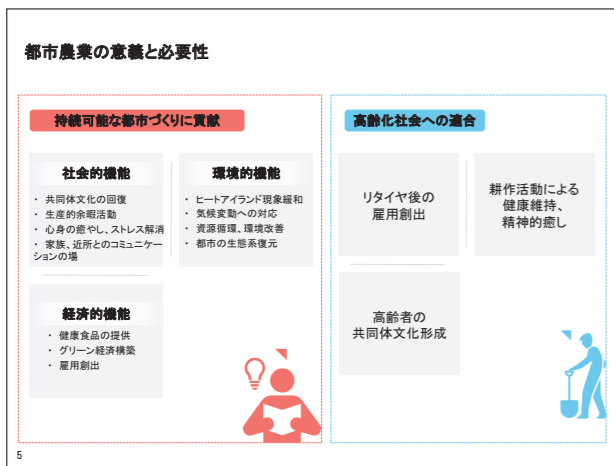 都市農業の意義と必要性
持続可能な都市づくりに貢献
社会的機能
・ 共同体文化の回復
・ 生産的余暇活動
・ 心身の癒やし、ストレス解消
・ 家族、近所とのコミュニケー
ションの場
環境的機能
・ ヒートアイランド現象緩和
・ 気候変動への対応
・ 資源循環、環境改善
・ 都市の生態系復元
経済的機能
・ 健康食品の提供
・ グリーン経済構築
・ 雇用創出
高齢化社会への適合
リタイヤ後の
雇用創出
耕作活動による
健康維持、
精神的癒し
高齢者の
共同体文化形成
5